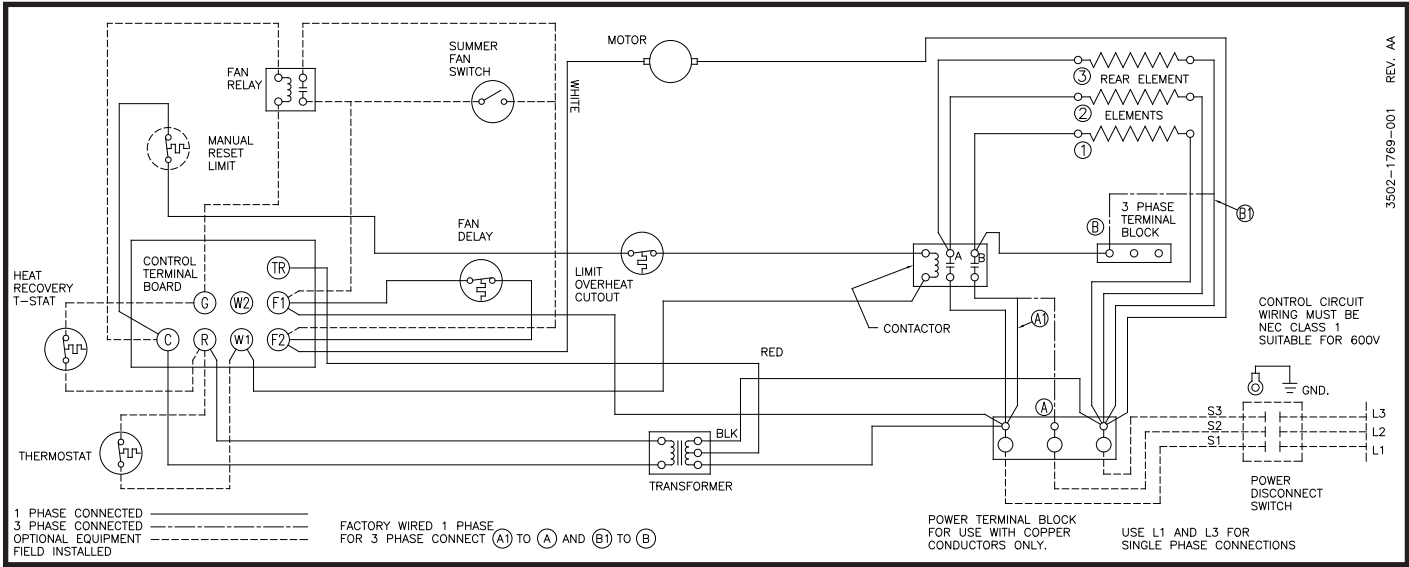 MOTOR
SUMMER
FAN
SWITCH
FAN
RELAY
WHITE
3 REAR ELEMENT
2 ELEMENTS
1
MANUAL
RESET
LIMIT
3502-1769-001 REV. AA
3 PHASE
TERMINAL
BLOCK
B
B1
FAN
DELAY
CONTROL
TERMINAL
BOARD
TR
G W2 F1
C R W1 F2
HEAT
RECOVERY
T-STAT
LIMIT
OVERHEAT
CUTOUT
A B
CONTACTOR
A1
CONTROL CIRCUIT
WIRING MUST BE
NEC CLASS 1
SUITABLE FOR 600V
RED
GND.
A
S3 L3
S2 L2
S1 L1
BLK
THERMOSTAT
TRANSFORMER
POWER
DISCONNECT
SWITCH
1 PHASE CONNECTED
3 PHASE CONNECTED
OPTIONAL EQUIPMENT
FIELD INSTALLED
FACTORY WIRED 1 PHASE
FOR 3 PHASE CONNECT A1 TO A AND B1 TO B
POWER TERMINAL BLOCK
FOR USE WITH COPPER
CONDUCTORS ONLY.
USE L1 AND L3 FOR
SINGLE PHASE CONNECTIONS